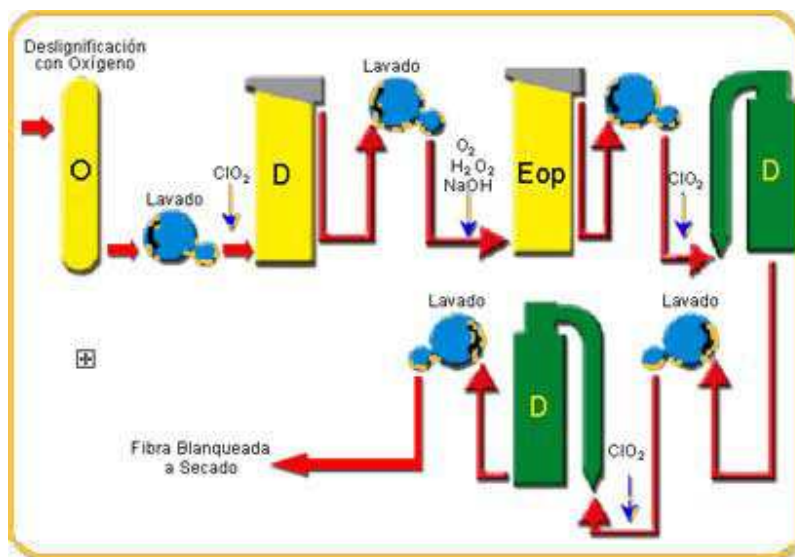 Deslignificación
con Oxígeno
O
Lavado
ClO₂
D
Lavado
O₂
H₂O₂
NaOH
Eop
ClO₂
D
Lavado
ClO₂
D
Lavado
Fibra Blanqueada
a Secado